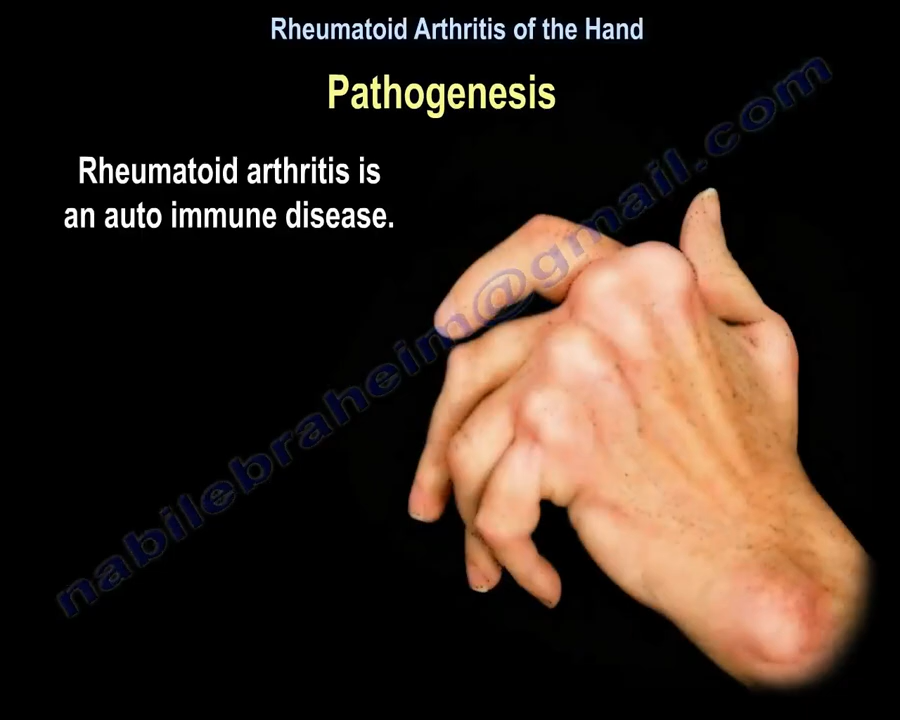 Rheumatoid Arthritis of the Hand
Pathogenesis
Rheumatoid arthritis is
an auto immune disease.
nabilebraheim@gmail.com